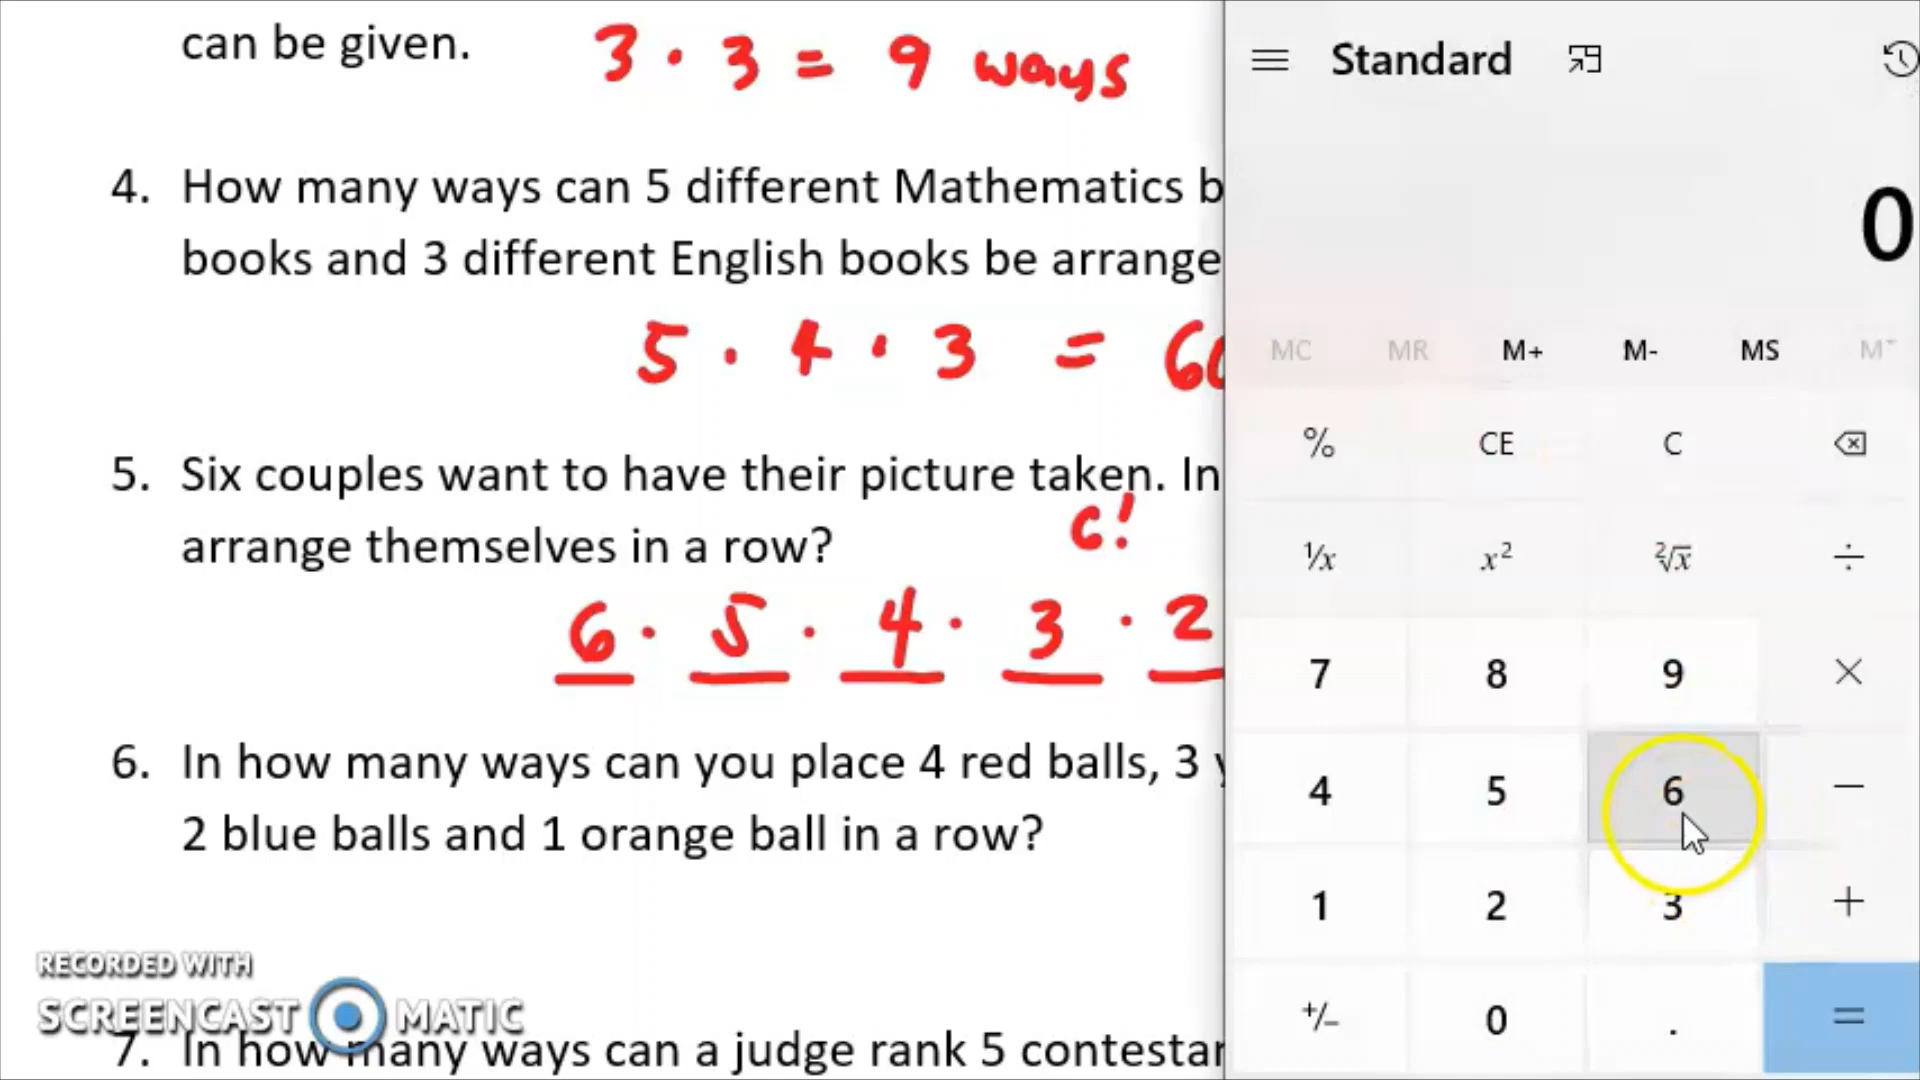 can be given. 3 · 3 = 9 ways
4. How many ways can 5 different Mathematics b
books and 3 different English books be arrange
5 · 4 · 3 = 60
5. Six couples want to have their picture taken. In
arrange themselves in a row? 6!
6 · 5 · 4 · 3 · 2
6. In how many ways can you place 4 red balls, 3
2 blue balls and 1 orange ball in a row?
RECORDED WITH
SCREENCAST MATIC
7. In how many ways can a judge rank 5 contestan
Standard
0
MC MR M+ M- MS M
% CE C
1/x x² ²√x ÷
7 8 9 ×
4 5 6 −
1 2 3 +
+/− 0 . =